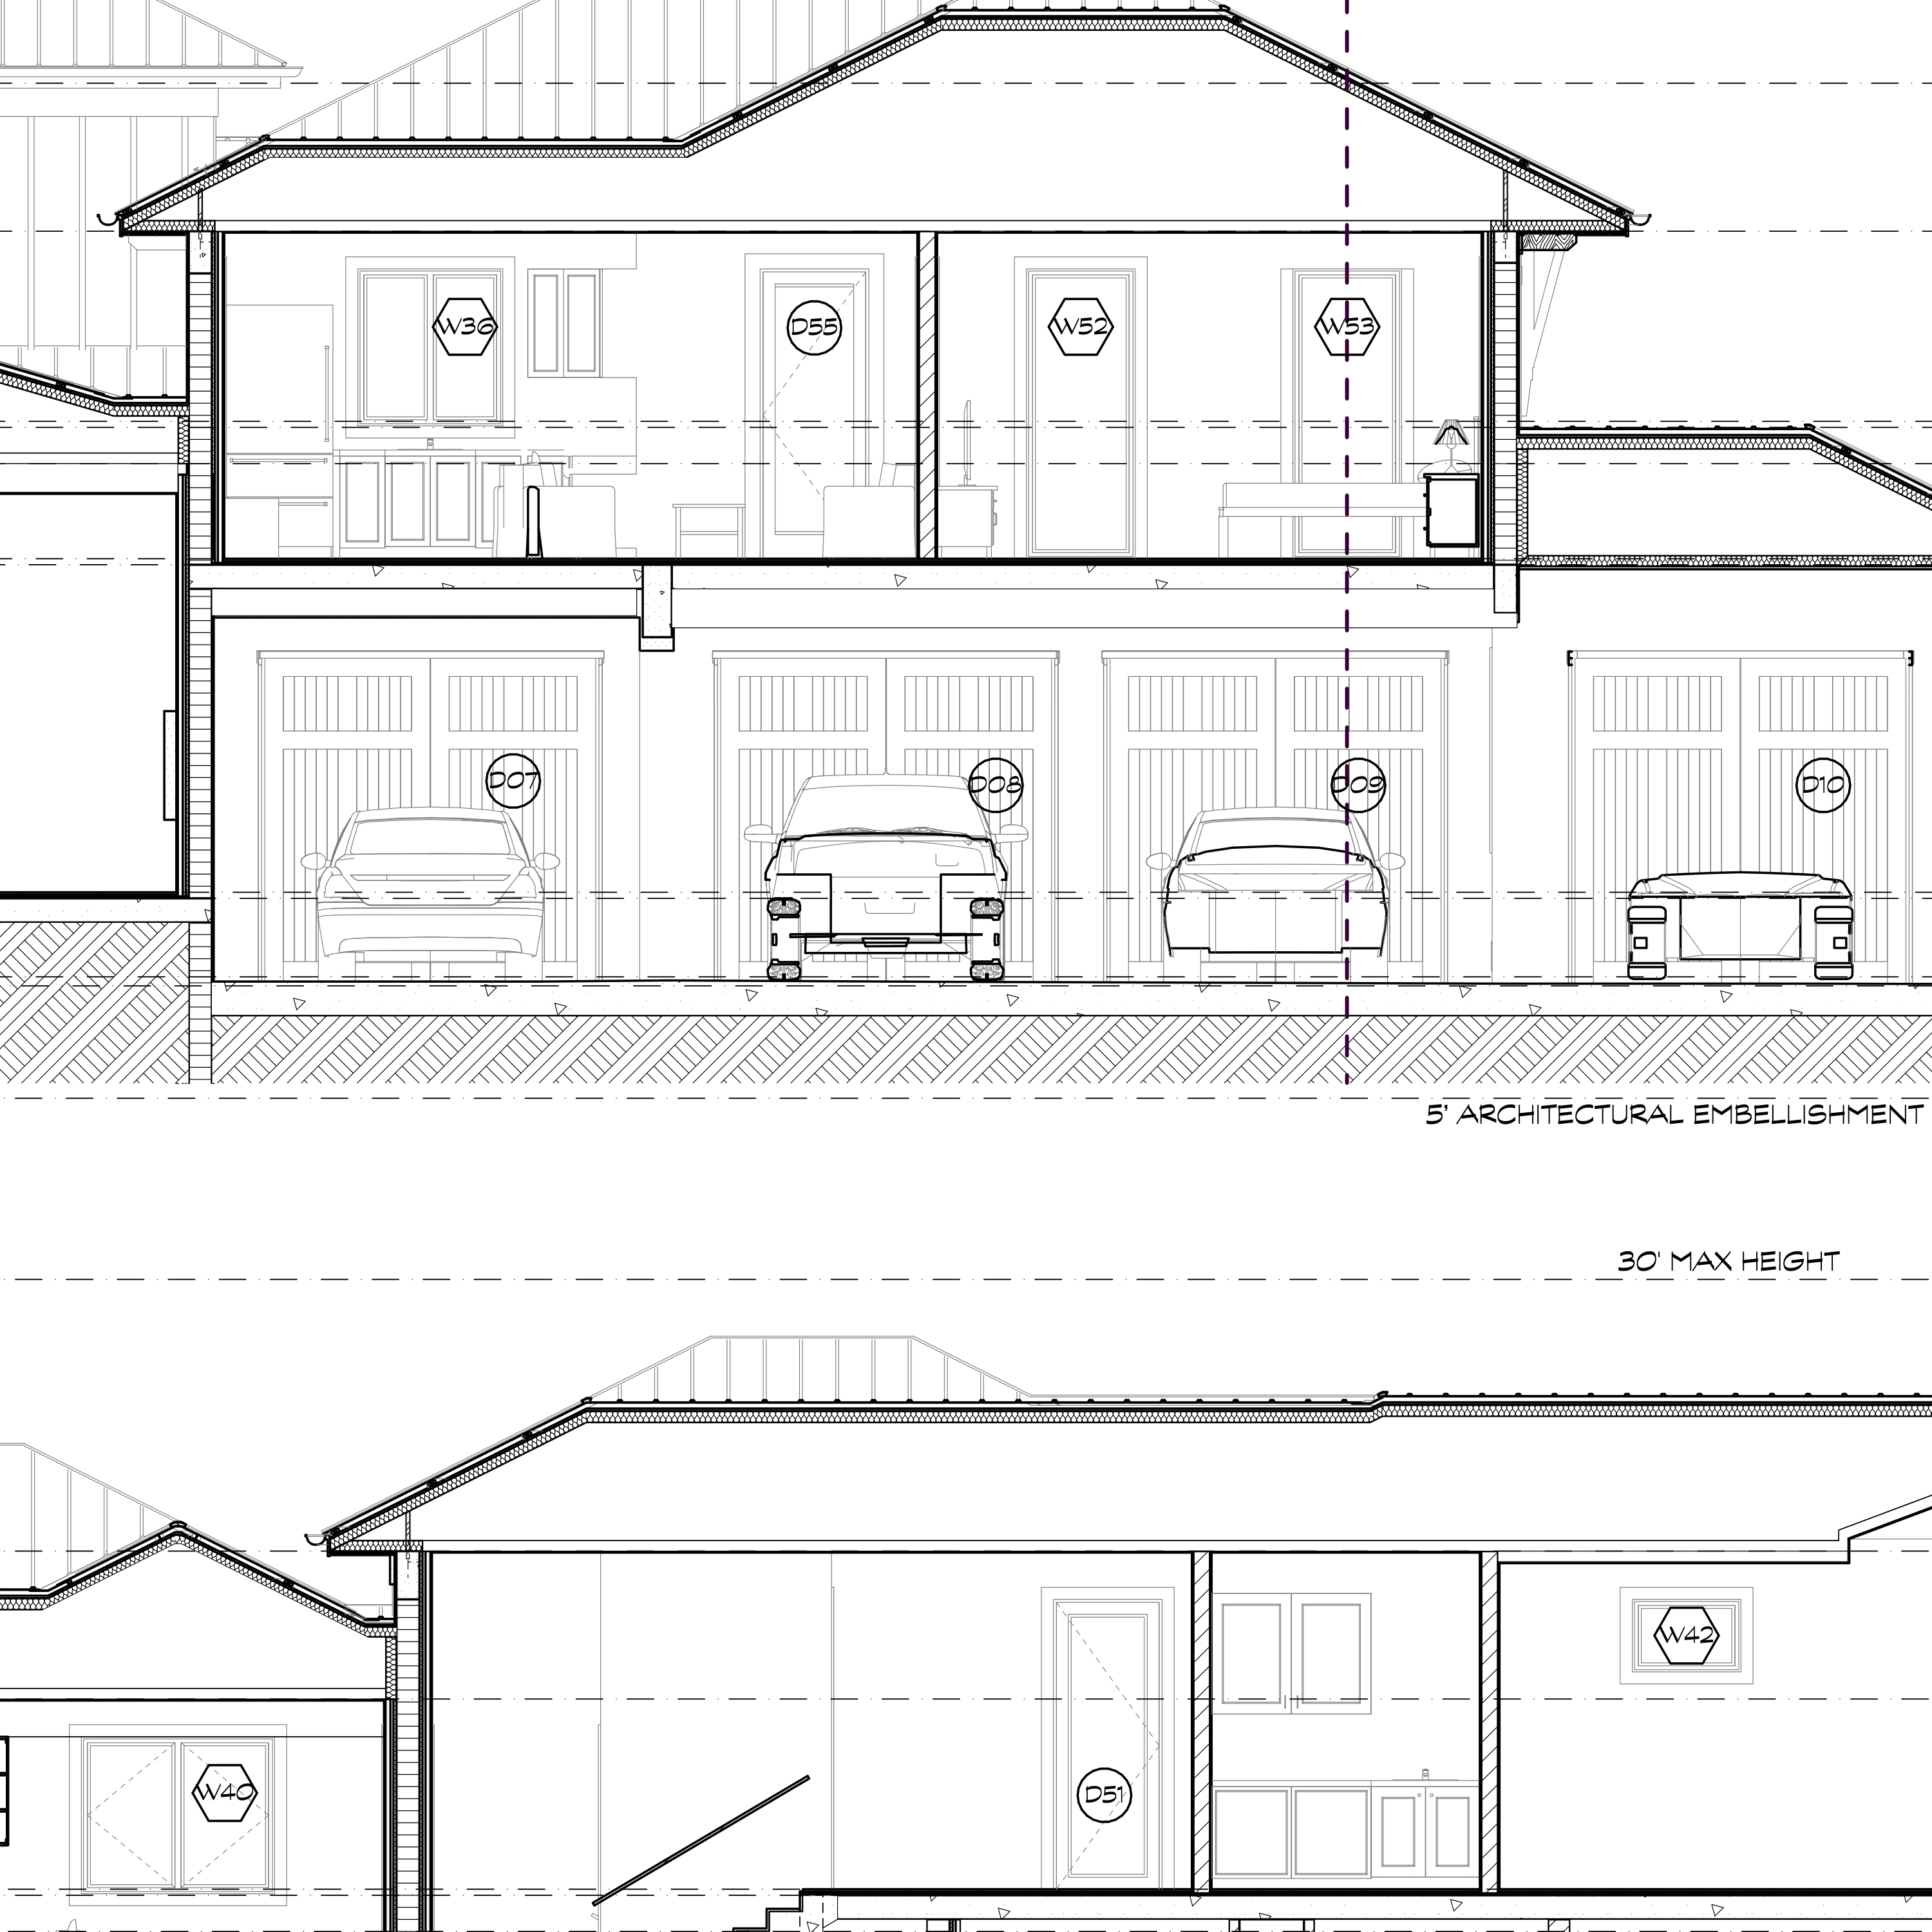 W36
D55
W52
W53
D07
D08
D09
D10
5' ARCHITECTURAL EMBELLISHMENT
30' MAX HEIGHT
W42
W40
D51